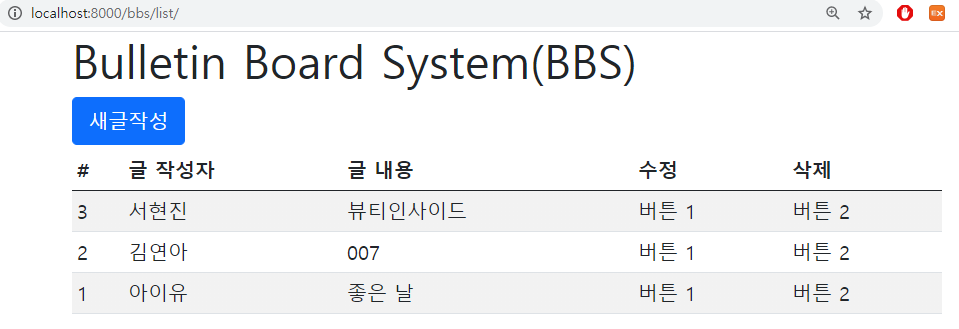 localhost:8000/bbs/list/
Bulletin Board System(BBS)
새글작성
# 글 작성자 글 내용 수정 삭제
3 서현진 뷰티인사이드 버튼 1 버튼 2
2 김연아 007 버튼 1 버튼 2
1 아이유 좋은 날 버튼 1 버튼 2